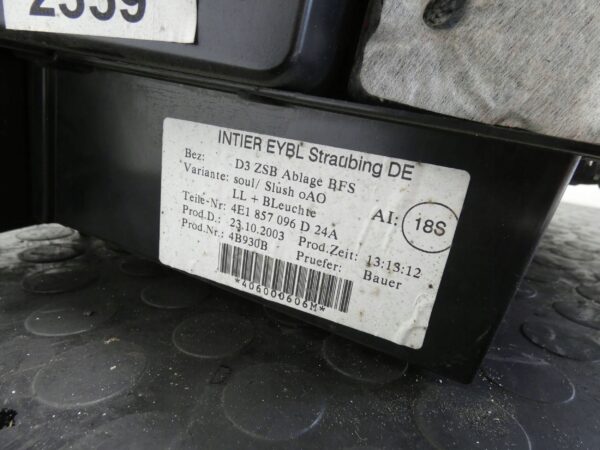 2559
INTIER EYBL Straubing DE
Bez: D3 ZSB Ablage BFS
Variante: soul/ Slush oAO
LL + BLeuchte
Teile-Nr: 4E1 857 096 D 24A
Prod.D.: 23.10.2003 Prod.Zeit: 13:13:12
Prod.Nr.: 4B930B Pruefer: Bauer
AI: 18S
*406000606M*